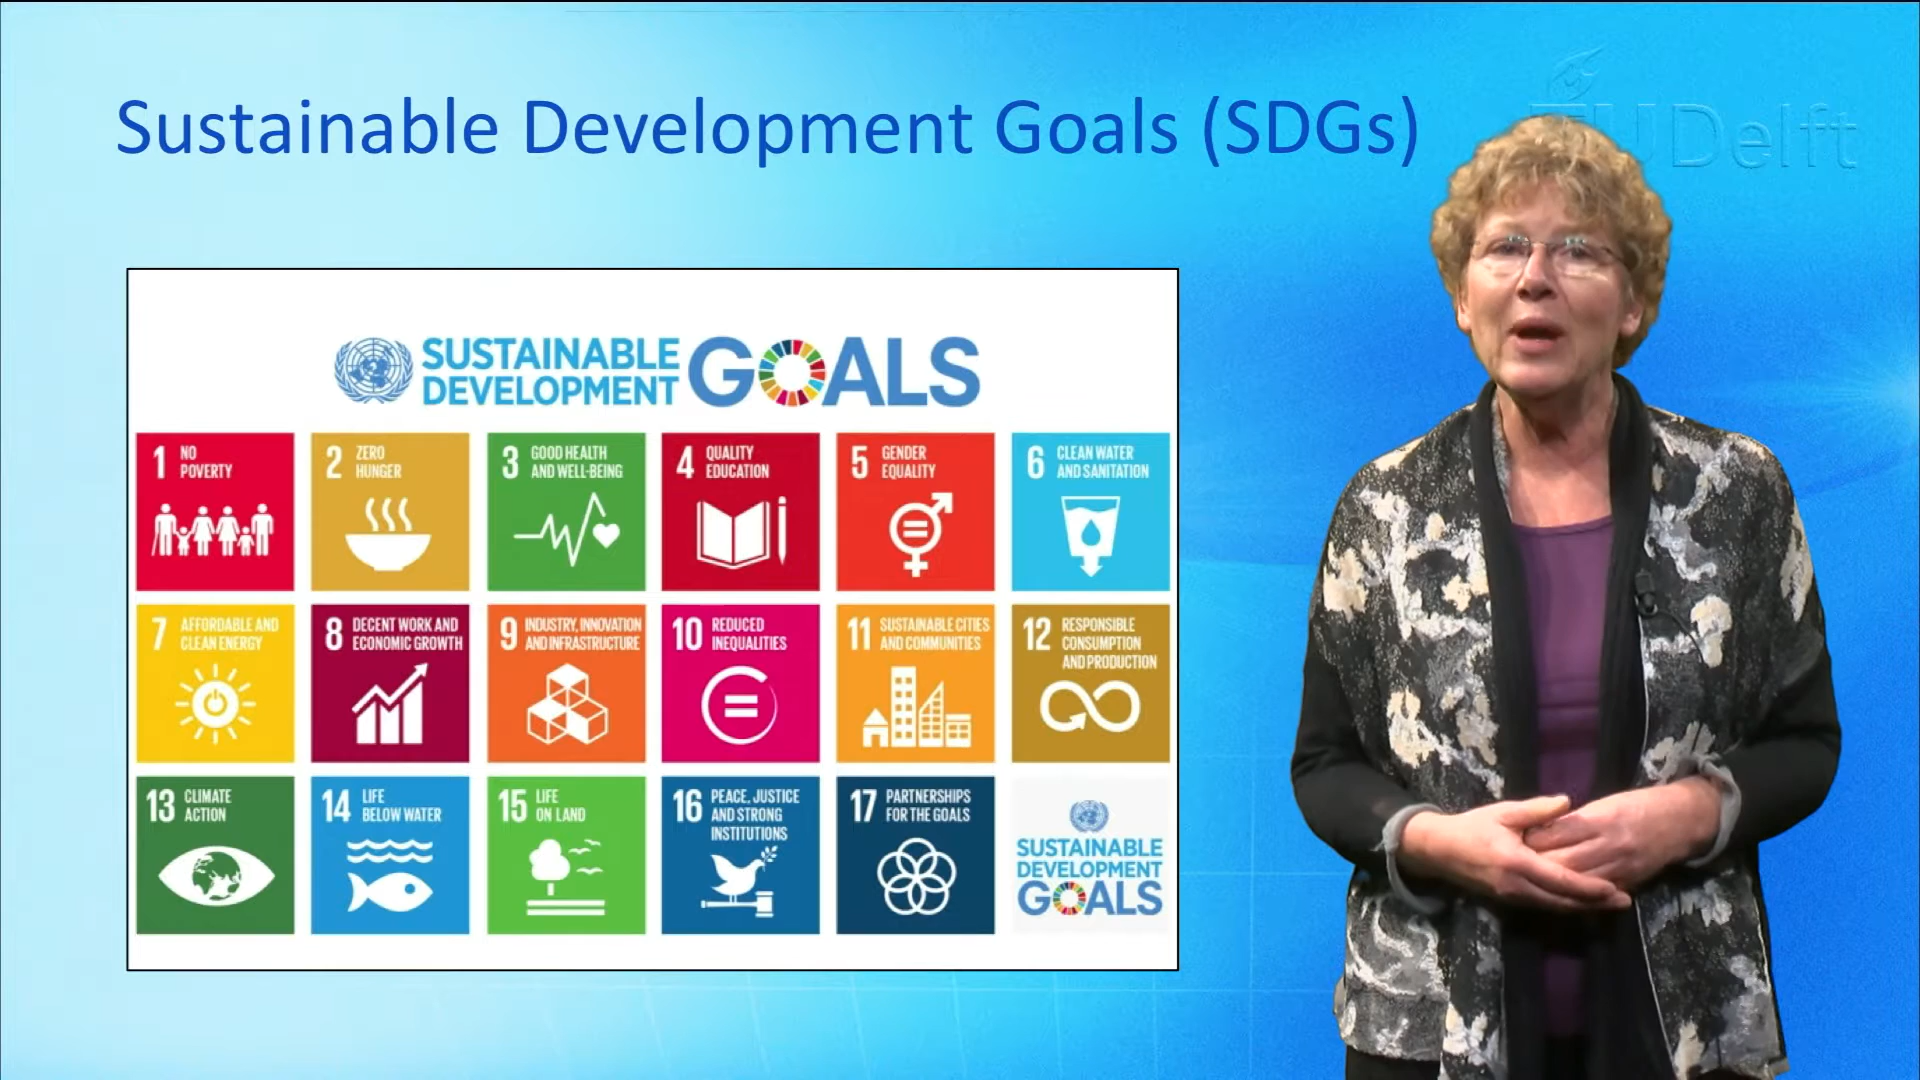 Sustainable Development Goals (SDGs)
TUDelft
SUSTAINABLE
DEVELOPMENT
GOALS
1 NO
POVERTY
2 ZERO
HUNGER
3 GOOD HEALTH
AND WELL-BEING
4 QUALITY
EDUCATION
5 GENDER
EQUALITY
6 CLEAN WATER
AND SANITATION
7 AFFORDABLE AND
CLEAN ENERGY
8 DECENT WORK AND
ECONOMIC GROWTH
9 INDUSTRY, INNOVATION
AND INFRASTRUCTURE
10 REDUCED
INEQUALITIES
11 SUSTAINABLE CITIES
AND COMMUNITIES
12 RESPONSIBLE
CONSUMPTION
AND PRODUCTION
13 CLIMATE
ACTION
14 LIFE
BELOW WATER
15 LIFE
ON LAND
16 PEACE, JUSTICE
AND STRONG
INSTITUTIONS
17 PARTNERSHIPS
FOR THE GOALS
SUSTAINABLE
DEVELOPMENT
GOALS